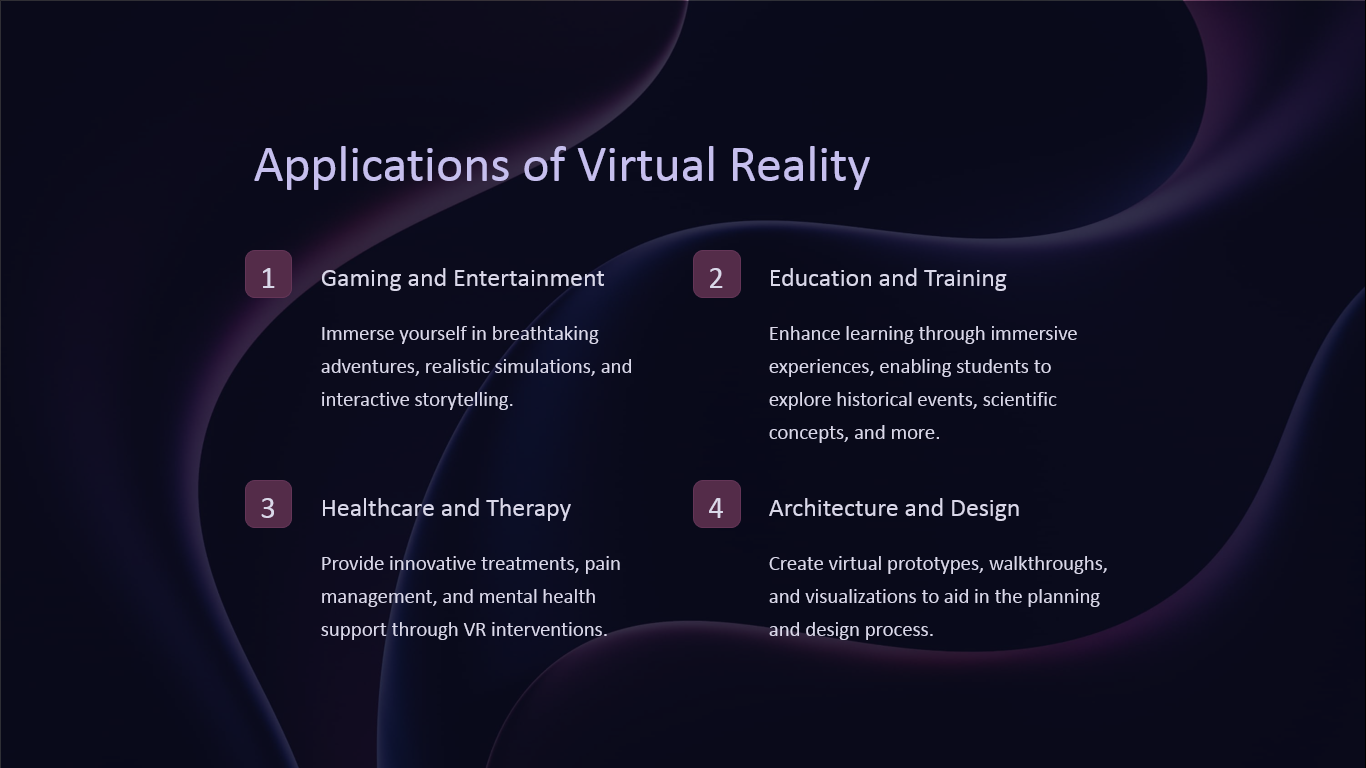 Applications of Virtual Reality
1
Gaming and Entertainment
Immerse yourself in breathtaking
adventures, realistic simulations, and
interactive storytelling.
2
Education and Training
Enhance learning through immersive
experiences, enabling students to
explore historical events, scientific
concepts, and more.
3
Healthcare and Therapy
Provide innovative treatments, pain
management, and mental health
support through VR interventions.
4
Architecture and Design
Create virtual prototypes, walkthroughs,
and visualizations to aid in the planning
and design process.